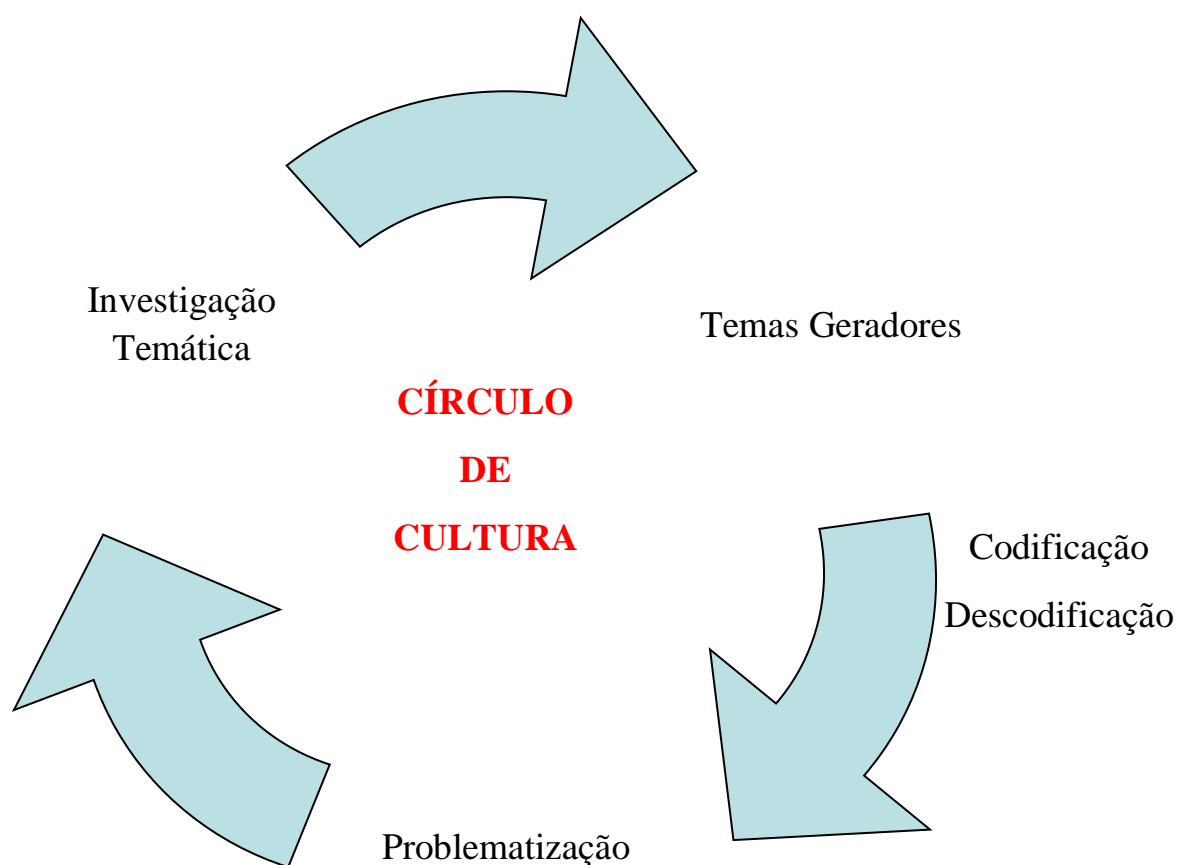 Investigação
Temática
Temas Geradores
CÍRCULO
DE
CULTURA
Codificação
Descodificação
Problematização